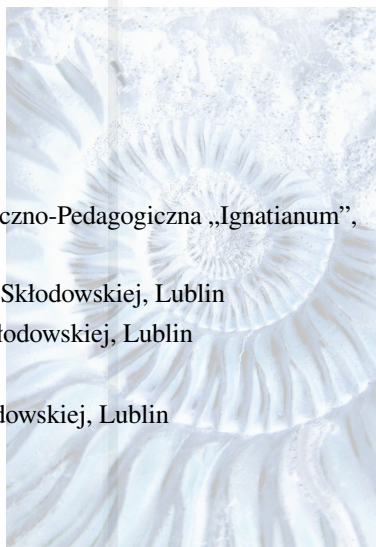 czno-Pedagogiczna „Ignatianum”,
Skłodowskiej, Lublin
łodowskiej, Lublin
dowskiej, Lublin